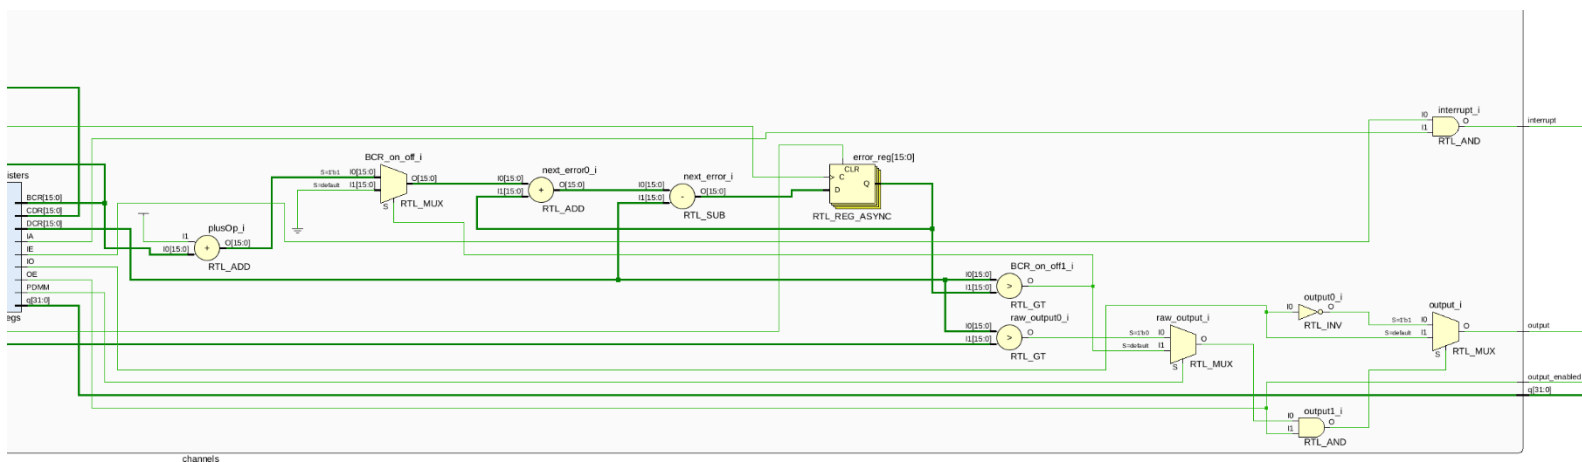 interrupt_i
I0
O
I1
interrupt
RTL_AND
BCR_on_off_i
S=1'b1
I0[15:0]
S=default
I1[15:0]
O[15:0]
S
RTL_MUX
next_error0_i
I0[15:0]
I1[15:0]
O[15:0]
+
RTL_ADD
next_error_i
I0[15:0]
I1[15:0]
O[15:0]
-
RTL_SUB
error_reg[15:0]
CLR
C
D
Q
RTL_REG_ASYNC
isters
BCR[15:0]
CDR[15:0]
DCR[15:0]
IA
IE
IO
OE
PDMM
q[31:0]
egs
plusOp_i
I1
I0[15:0]
O[15:0]
+
RTL_ADD
BCR_on_off1_i
I0[15:0]
I1[15:0]
O
>
RTL_GT
raw_output0_i
I0[15:0]
I1[15:0]
O
>
RTL_GT
raw_output_i
S=1'b0
I0
S=default
I1
O
S
RTL_MUX
output0_i
I0
O
RTL_INV
output_i
S=1'b1
I0
S=default
I1
O
S
RTL_MUX
output
output_enabled
q[31:0]
output1_i
I0
I1
O
RTL_AND
channels